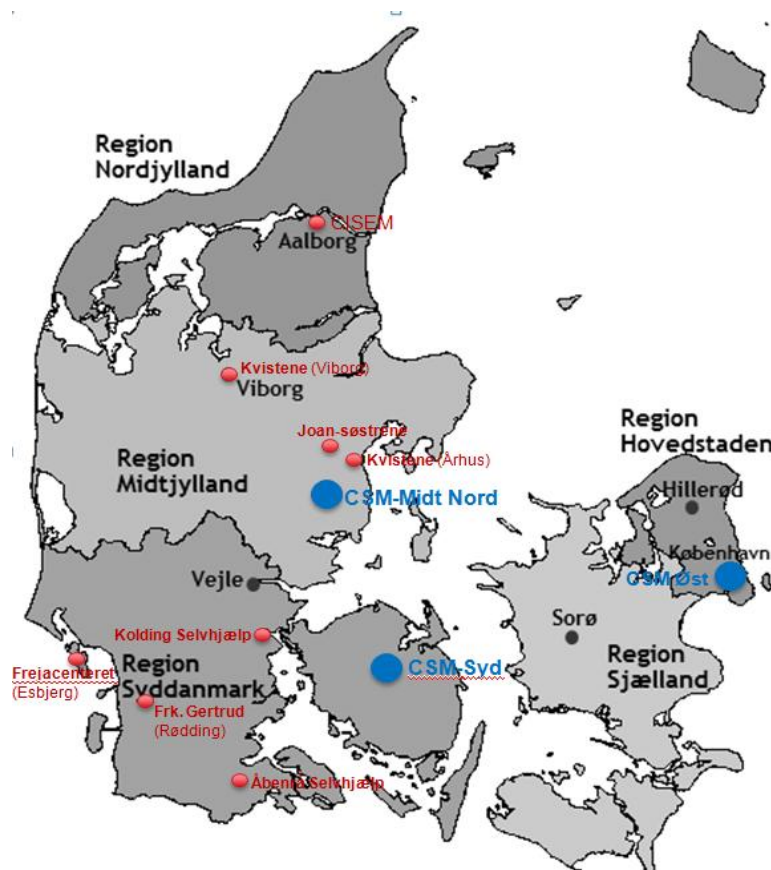 Region
Nordjylland
CISEM
Aalborg
Kvistene (Viborg)
Viborg
Joan-søstrene
Kvistene (Århus)
Region
Midtjylland
CSM-Midt Nord
Region
Hovedstaden
Hillerød
København
CSM Øst
Vejle
Sorø
Kolding Selvhjælp
CSM-Syd
Region
Sjælland
Frejacenteret
(Esbjerg)
Region
Syddanmark
Frk. Gertrud
(Rødding)
Åbenrå Selvhjælp